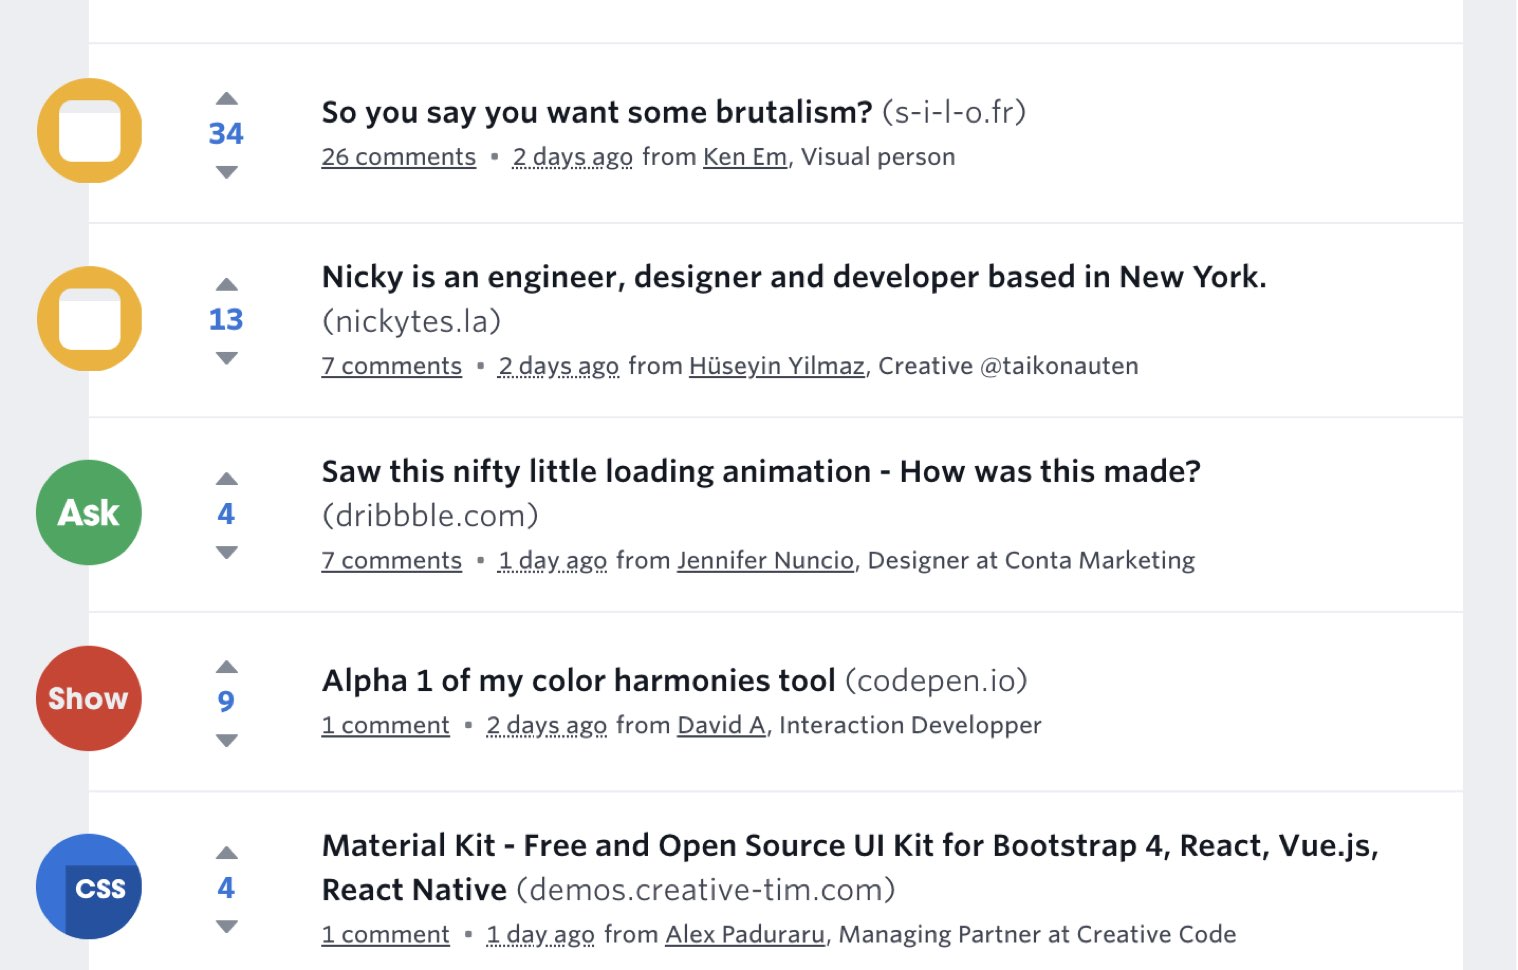 34
So you say you want some brutalism? (s-i-l-o.fr)
26 comments • 2 days ago from Ken Em, Visual person
13
Nicky is an engineer, designer and developer based in New York.
(nickytes.la)
7 comments • 2 days ago from Hüseyin Yilmaz, Creative @taikonauten
Ask
4
Saw this nifty little loading animation - How was this made?
(dribbble.com)
7 comments • 1 day ago from Jennifer Nuncio, Designer at Conta Marketing
Show
9
Alpha 1 of my color harmonies tool (codepen.io)
1 comment • 2 days ago from David A, Interaction Developper
CSS
4
Material Kit - Free and Open Source UI Kit for Bootstrap 4, React, Vue.js,
React Native (demos.creative-tim.com)
1 comment • 1 day ago from Alex Paduraru, Managing Partner at Creative Code